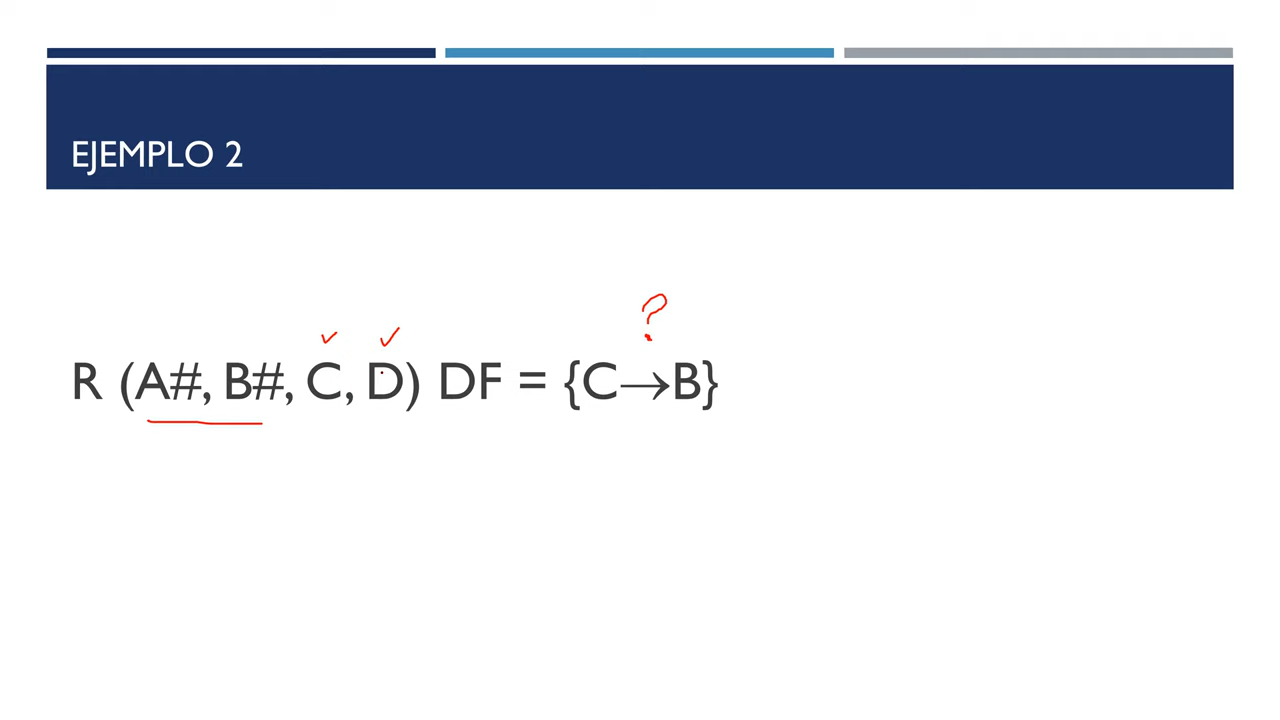 EJEMPLO 2
?
R (A#, B#, C, D) DF = {C→B}